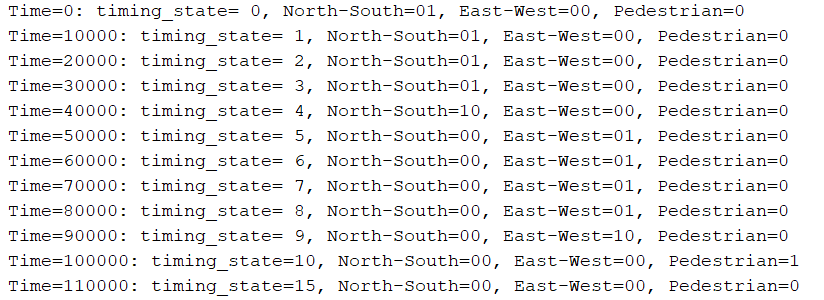 Time=0: timing_state= 0, North-South=01, East-West=00, Pedestrian=0
Time=10000: timing_state= 1, North-South=01, East-West=00, Pedestrian=0
Time=20000: timing_state= 2, North-South=01, East-West=00, Pedestrian=0
Time=30000: timing_state= 3, North-South=01, East-West=00, Pedestrian=0
Time=40000: timing_state= 4, North-South=10, East-West=00, Pedestrian=0
Time=50000: timing_state= 5, North-South=00, East-West=01, Pedestrian=0
Time=60000: timing_state= 6, North-South=00, East-West=01, Pedestrian=0
Time=70000: timing_state= 7, North-South=00, East-West=01, Pedestrian=0
Time=80000: timing_state= 8, North-South=00, East-West=01, Pedestrian=0
Time=90000: timing_state= 9, North-South=00, East-West=10, Pedestrian=0
Time=100000: timing_state=10, North-South=00, East-West=00, Pedestrian=1
Time=110000: timing_state=15, North-South=00, East-West=00, Pedestrian=0